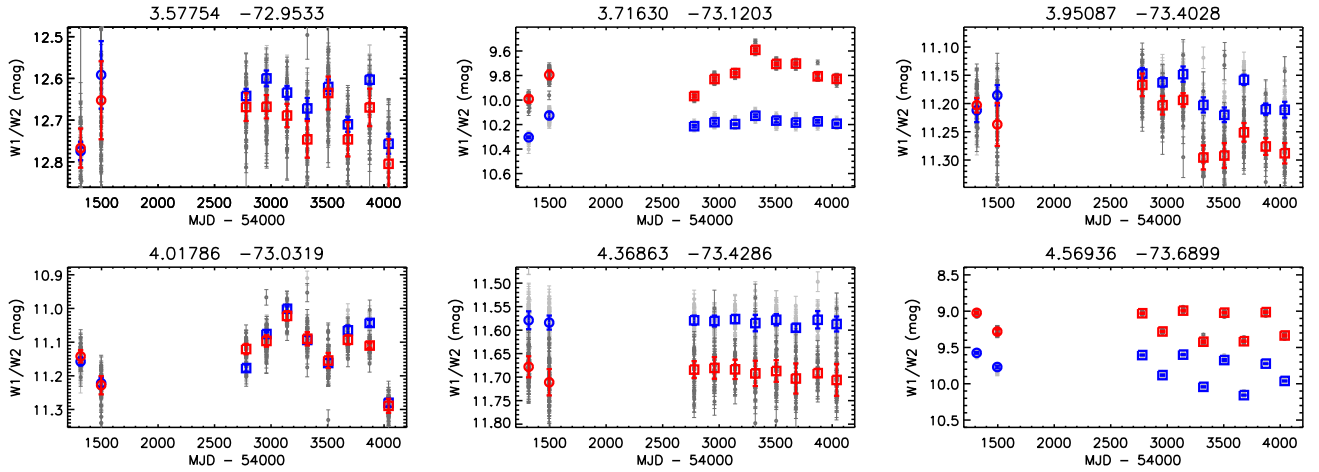 3.57754 −72.9533
W1/W2 (mag)
12.5
12.6
12.7
12.8
1500 2000 2500 3000 3500 4000
MJD − 54000
3.71630 −73.1203
W1/W2 (mag)
9.6
9.8
10.0
10.2
10.4
10.6
1500 2000 2500 3000 3500 4000
MJD − 54000
3.95087 −73.4028
W1/W2 (mag)
11.10
11.15
11.20
11.25
11.30
1500 2000 2500 3000 3500 4000
MJD − 54000
4.01786 −73.0319
W1/W2 (mag)
10.9
11.0
11.1
11.2
11.3
1500 2000 2500 3000 3500 4000
MJD − 54000
4.36863 −73.4286
W1/W2 (mag)
11.50
11.55
11.60
11.65
11.70
11.75
11.80
1500 2000 2500 3000 3500 4000
MJD − 54000
4.56936 −73.6899
W1/W2 (mag)
8.5
9.0
9.5
10.0
10.5
1500 2000 2500 3000 3500 4000
MJD − 54000